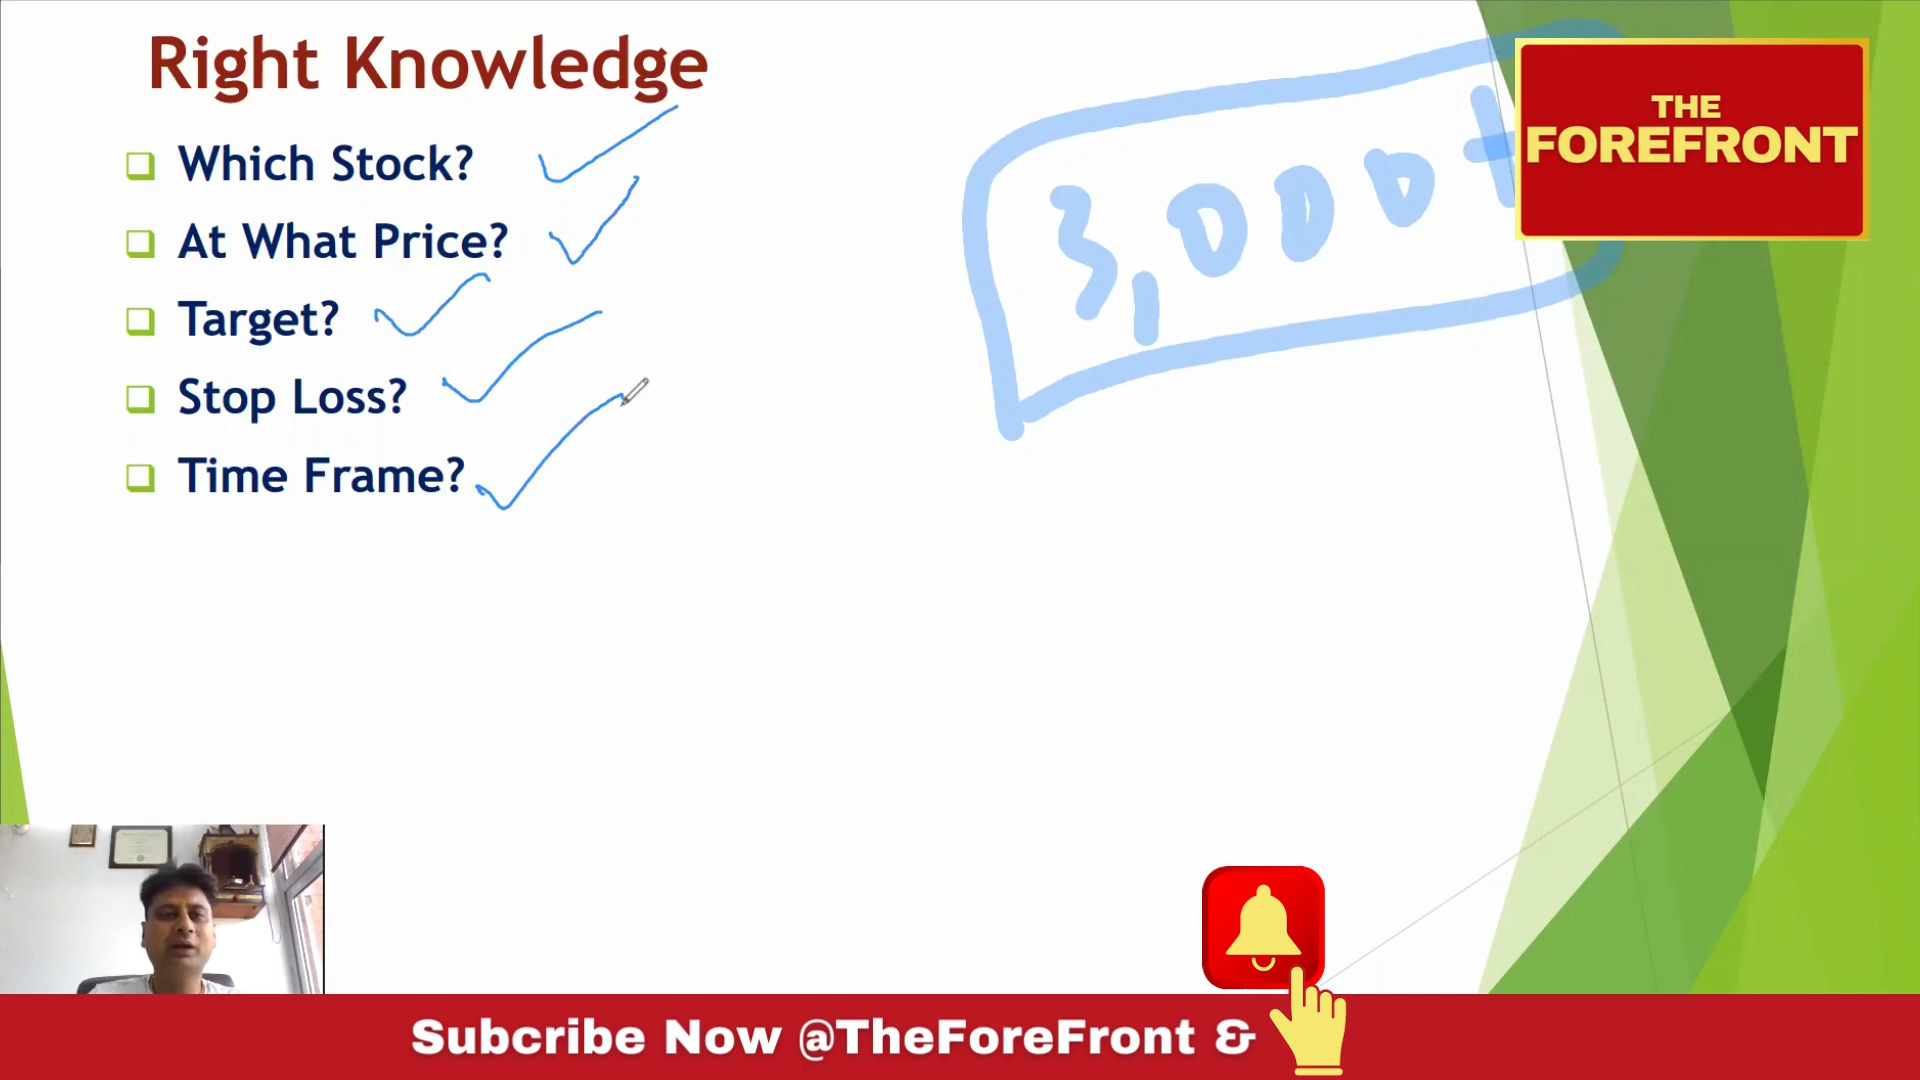 Right Knowledge
Which Stock?
At What Price?
Target?
Stop Loss?
Time Frame?
3,000+
THE
FOREFRONT
Subcribe Now @TheForeFront &